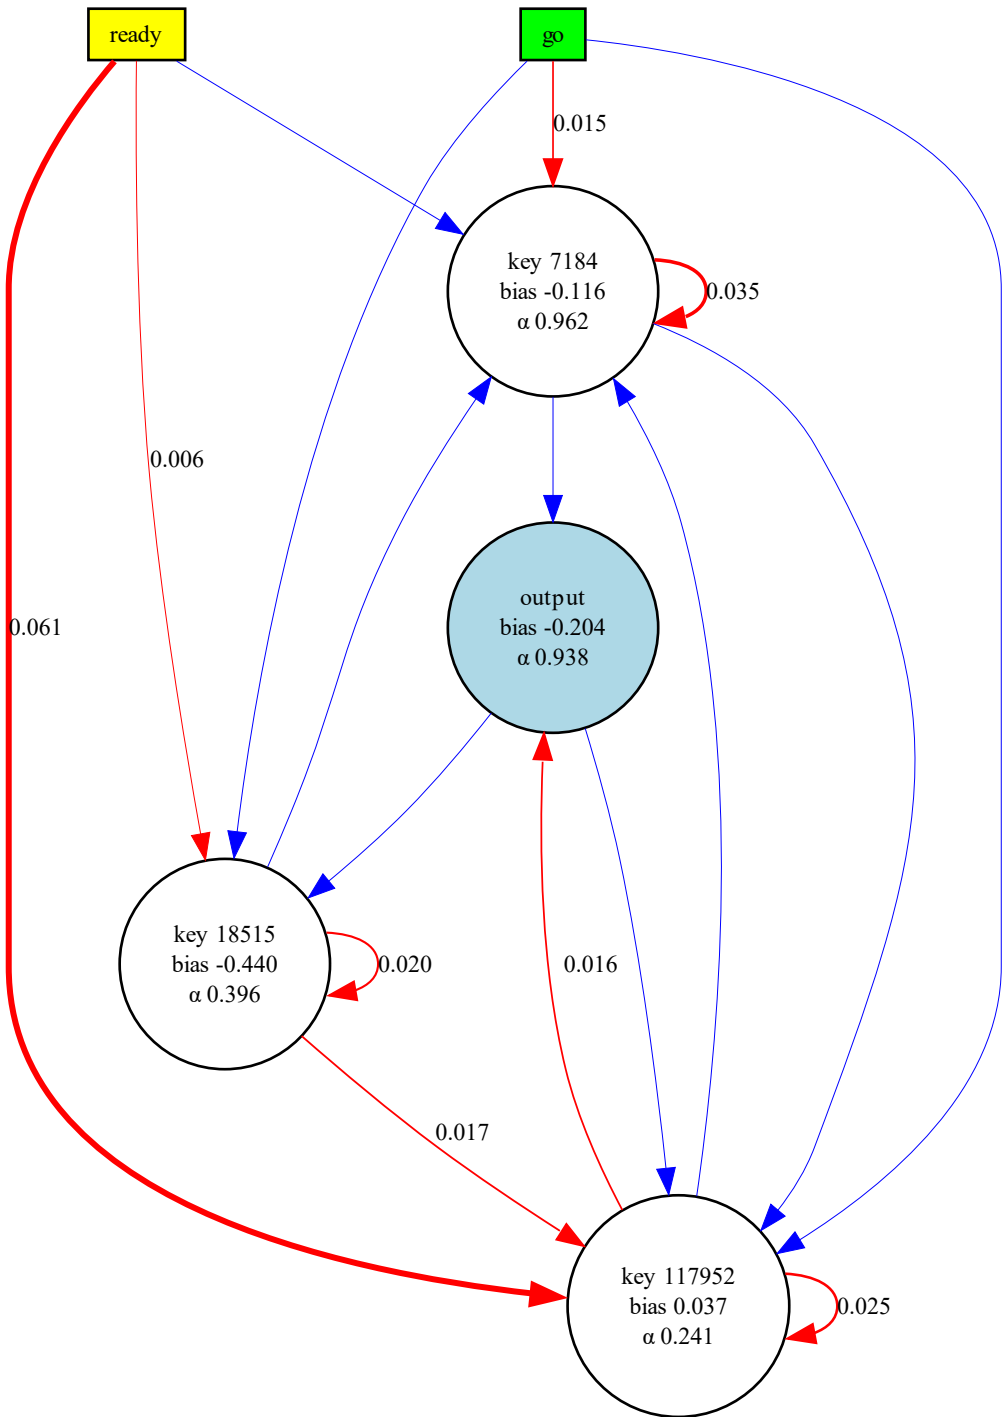 ready
go
0.015
key 7184
bias -0.116
α 0.962
0.035
0.006
output
bias -0.204
α 0.938
0.061
key 18515
bias -0.440
α 0.396
0.020
0.016
0.017
key 117952
bias 0.037
α 0.241
0.025